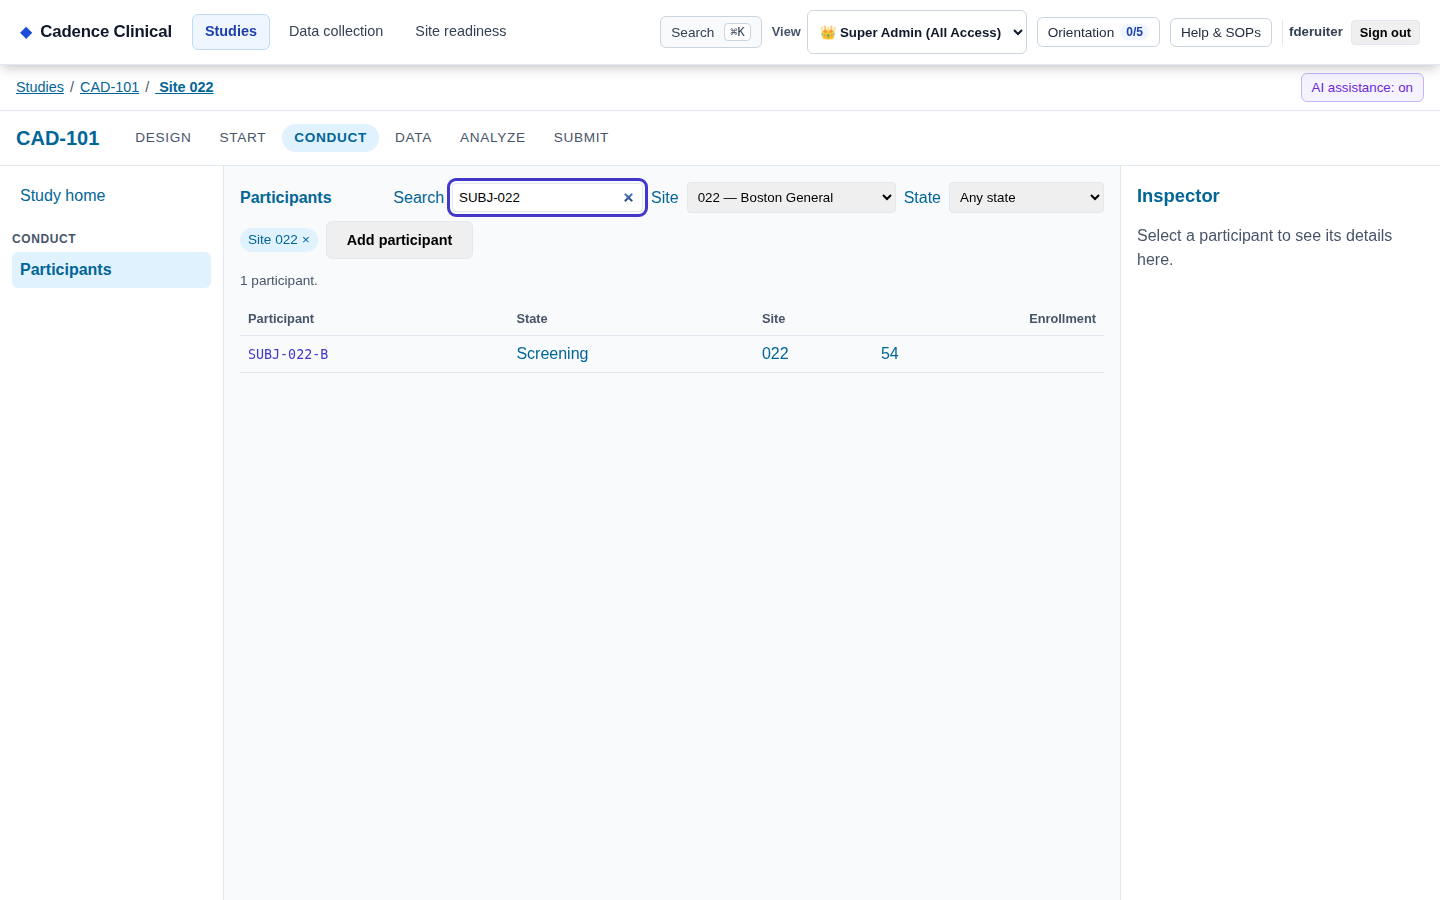 ◆ Cadence Clinical Studies Data collection Site readiness Search ⌘K View 👑 Super Admin (All Access) Orientation 0/5 Help & SOPs fderuiter Sign out
Studies / CAD-101 / Site 022 AI assistance: on
CAD-101 DESIGN START CONDUCT DATA ANALYZE SUBMIT
Study home
CONDUCT
Participants
Participants Search SUBJ-022 × Site 022 — Boston General State Any state
Site 022 × Add participant
1 participant.
Participant State Site Enrollment
SUBJ-022-B Screening 022 54
Inspector
Select a participant to see its details
here.